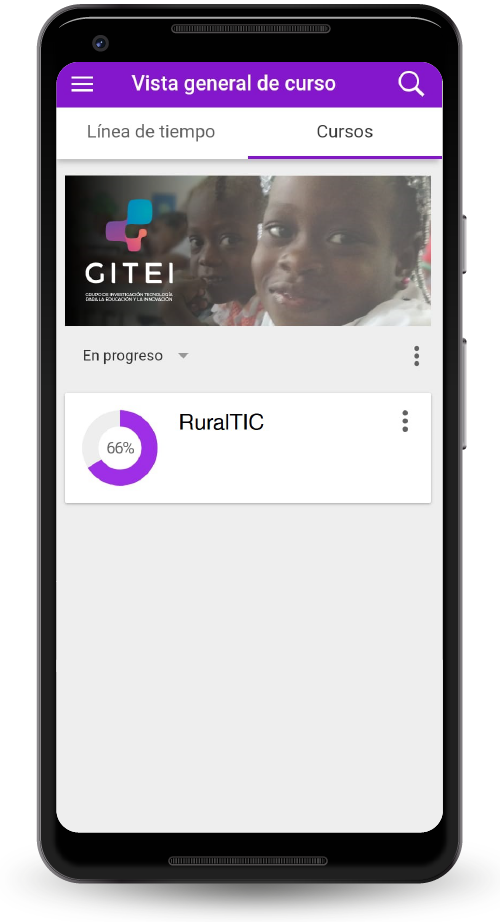 Vista general de curso
Línea de tiempo
Cursos
GITEI
GRUPO DE INVESTIGACIÓN TECNOLOGÍA
PARA LA EDUCACIÓN Y LA INNOVACIÓN
En progreso
RuralTIC
66%